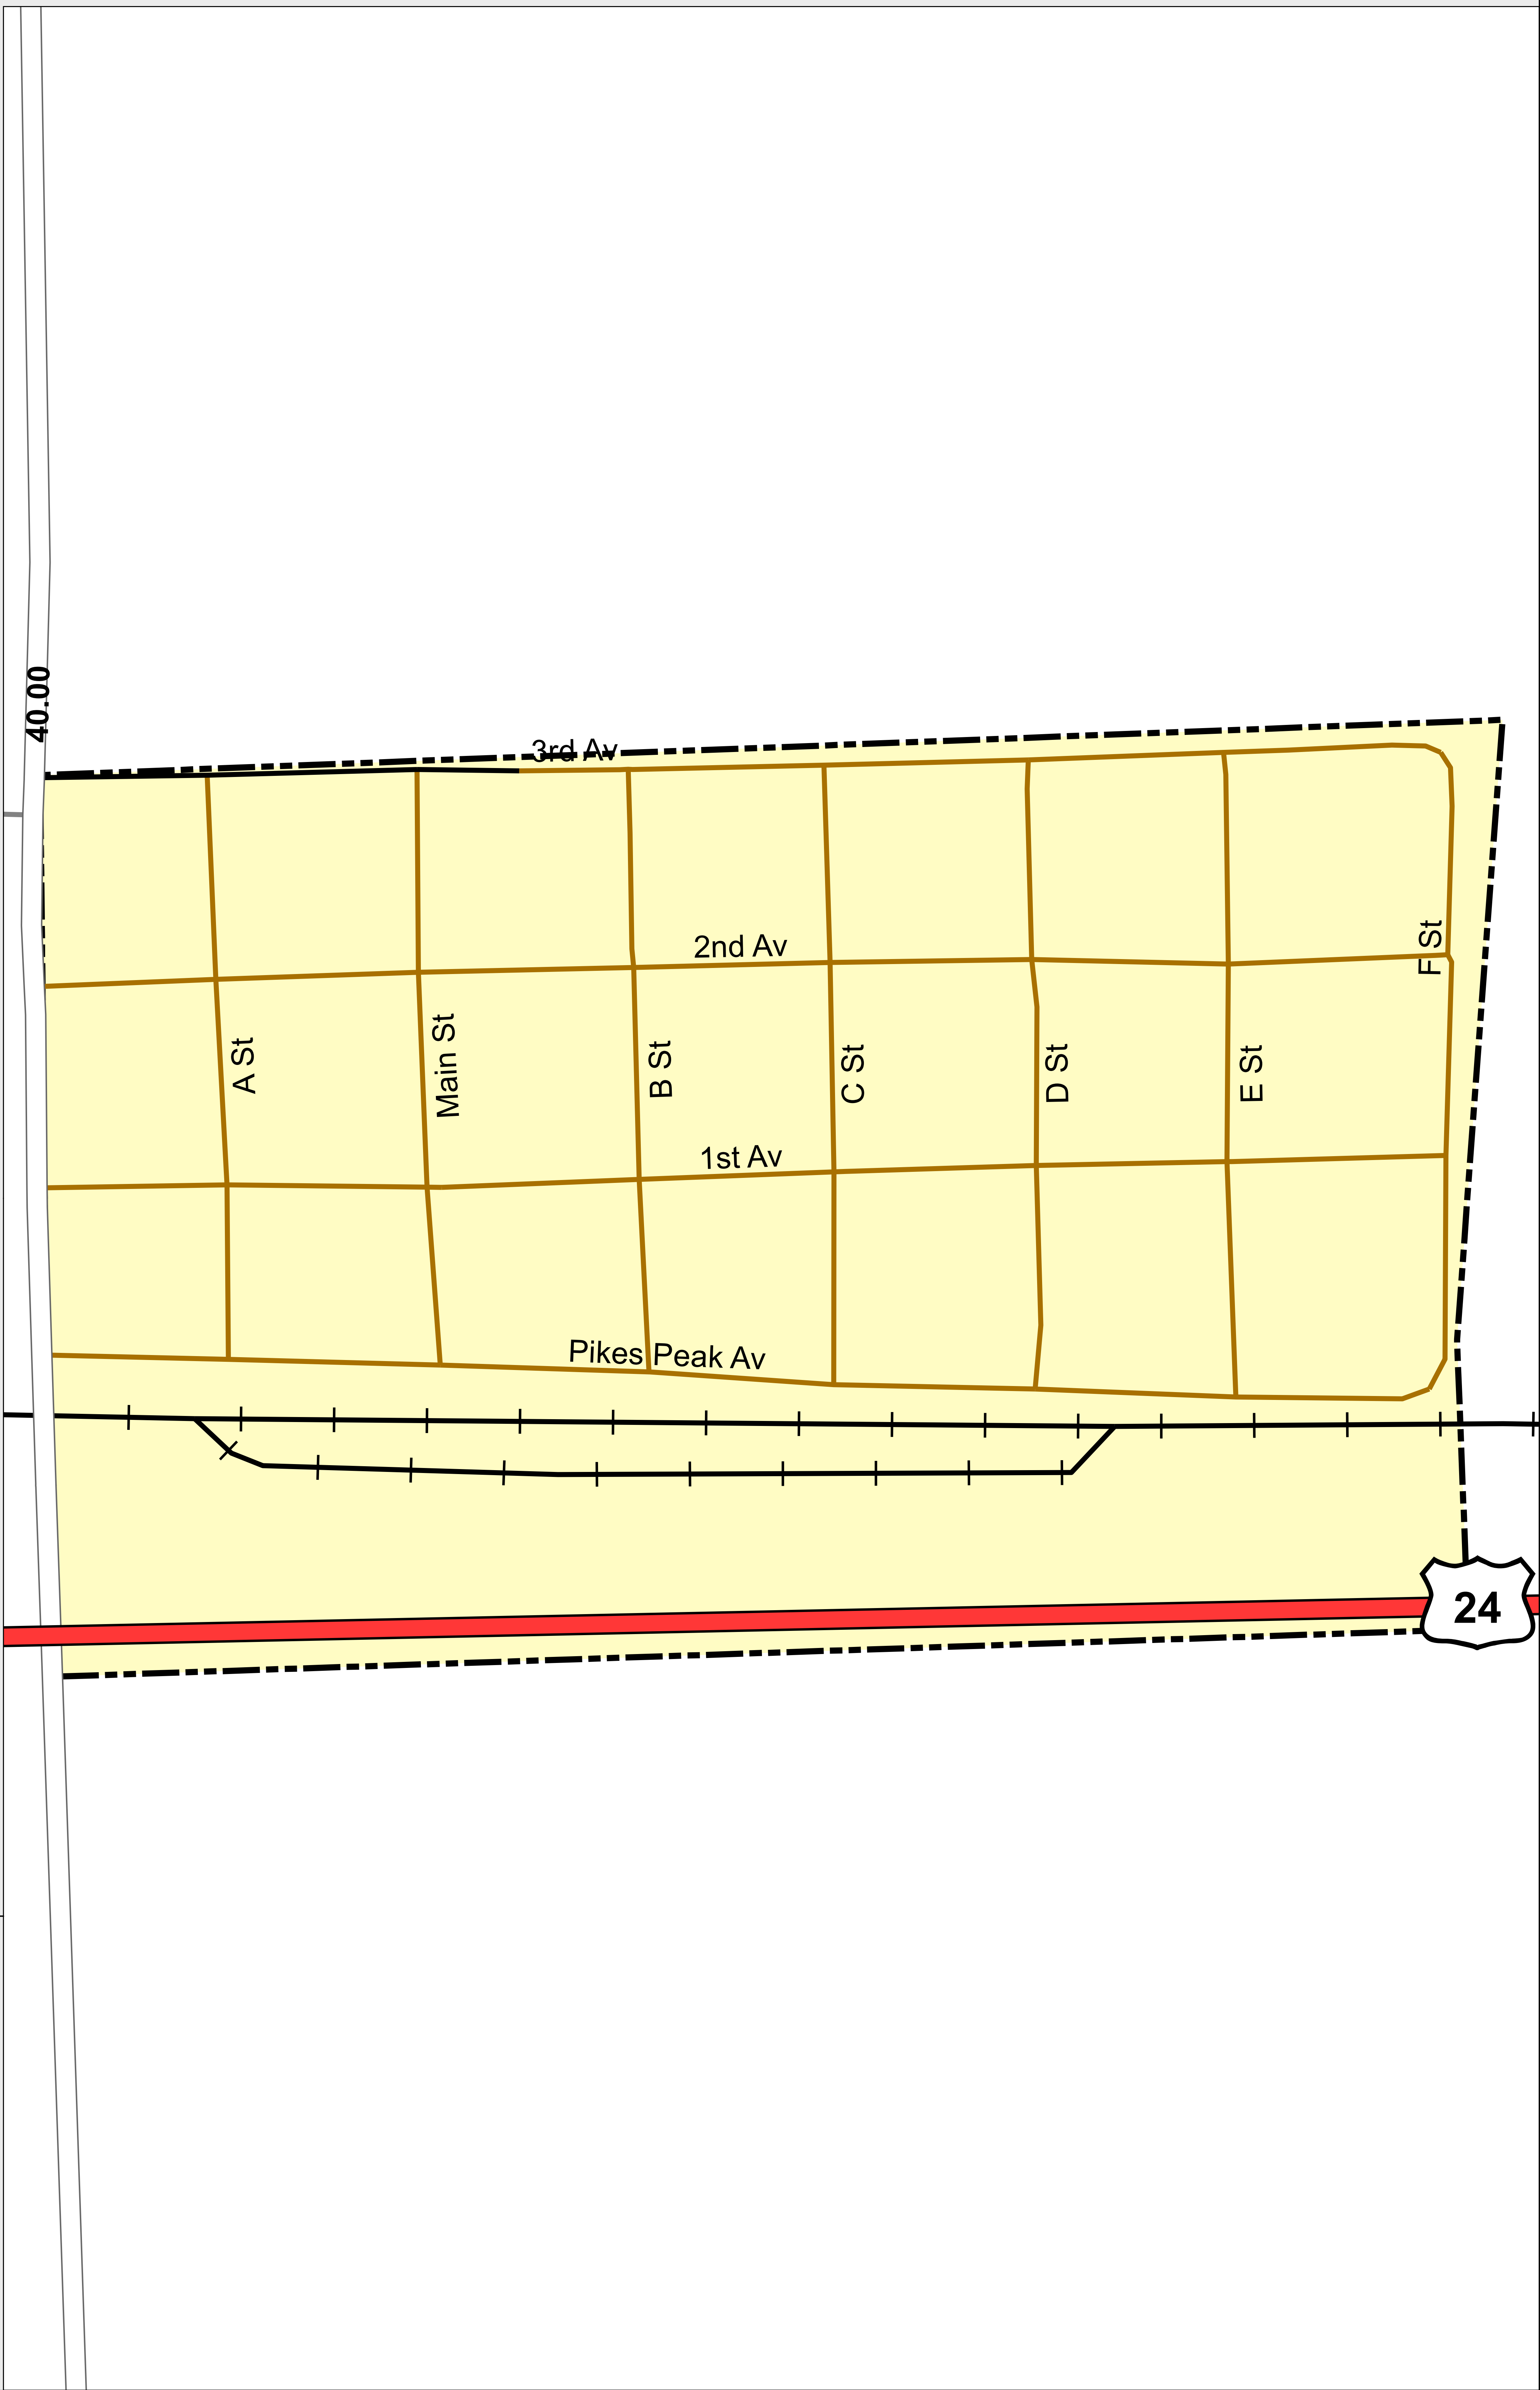 40.00
3rd Av
2nd Av
F St
A St
Main St
B St
C St
D St
E St
1st Av
Pikes Peak Av
24